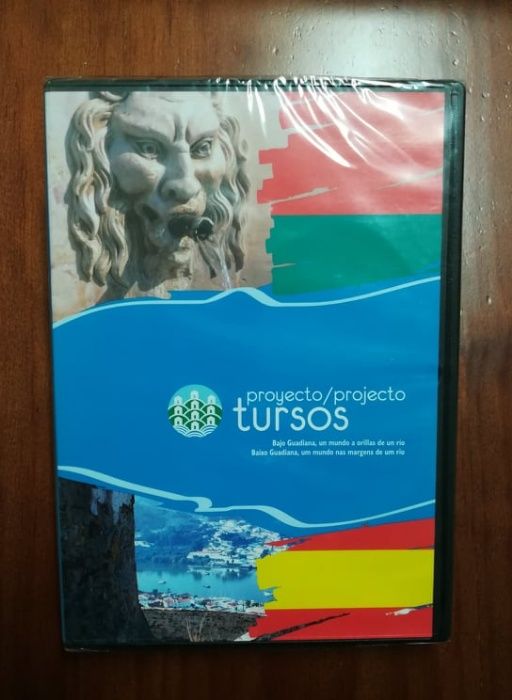 proyecto/projecto
tursos
Bajo Guadiana, un mundo a orillas de un río
Baixo Guadiana, um mundo nas margens de um rio